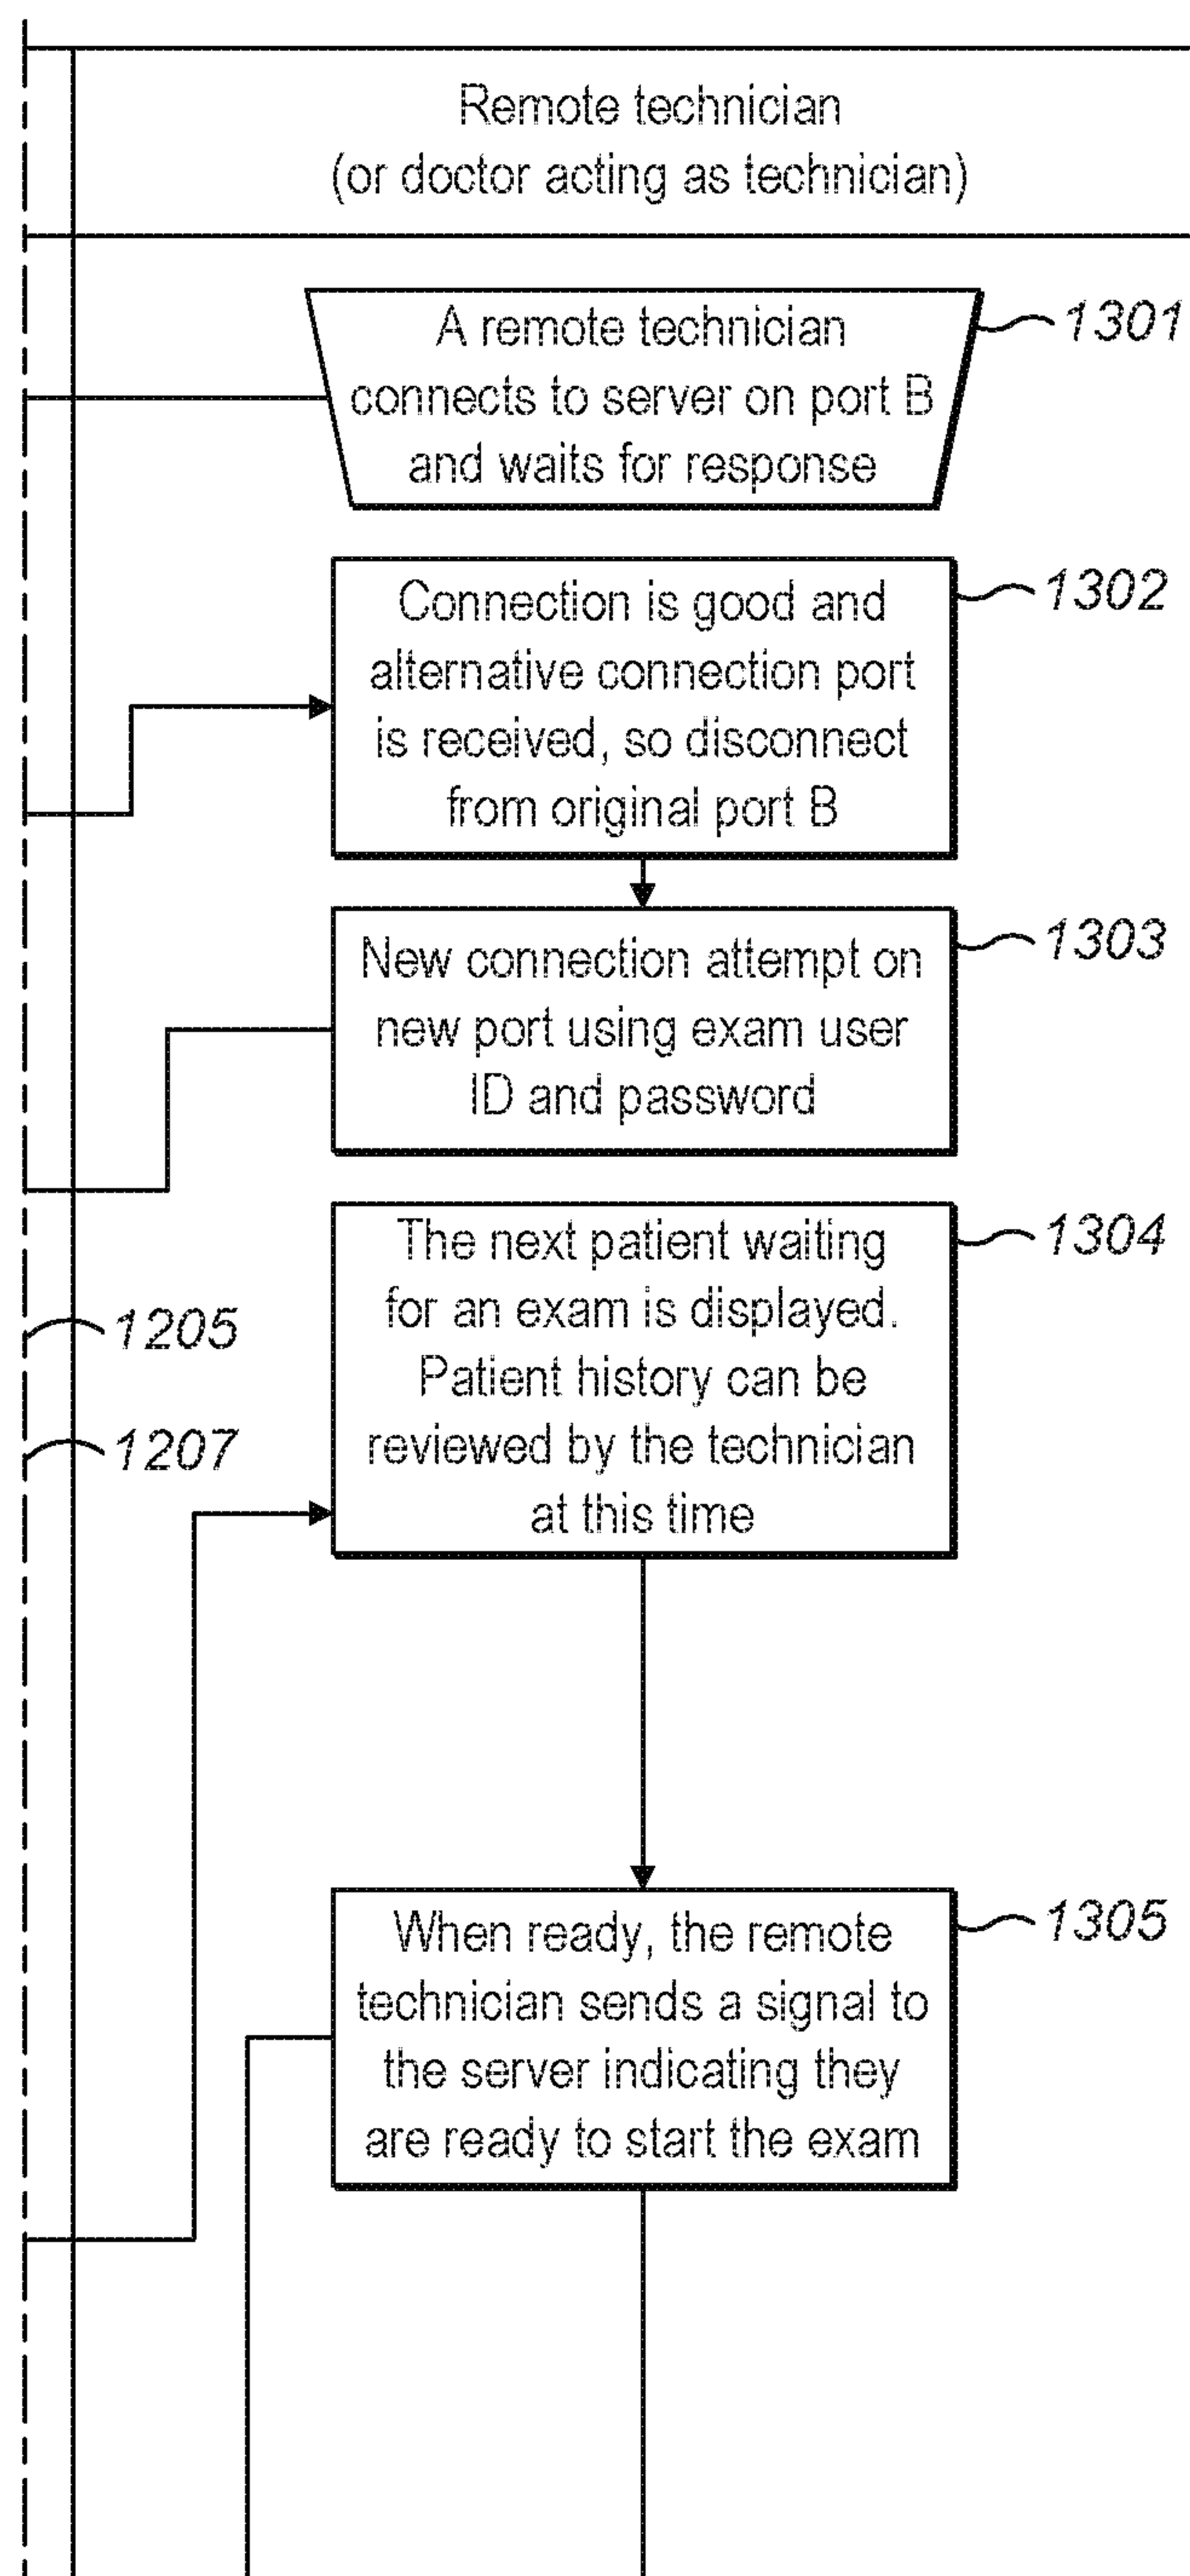 Remote technician
(or doctor acting as technician)
A remote technician
connects to server on port B
and waits for response
1301
Connection is good and
alternative connection port
is received, so disconnect
from original port B
1302
New connection attempt on
new port using exam user
ID and password
1303
The next patient waiting
for an exam is displayed.
Patient history can be
reviewed by the technician
at this time
1304
1205
1207
When ready, the remote
technician sends a signal to
the server indicating they
are ready to start the exam
1305